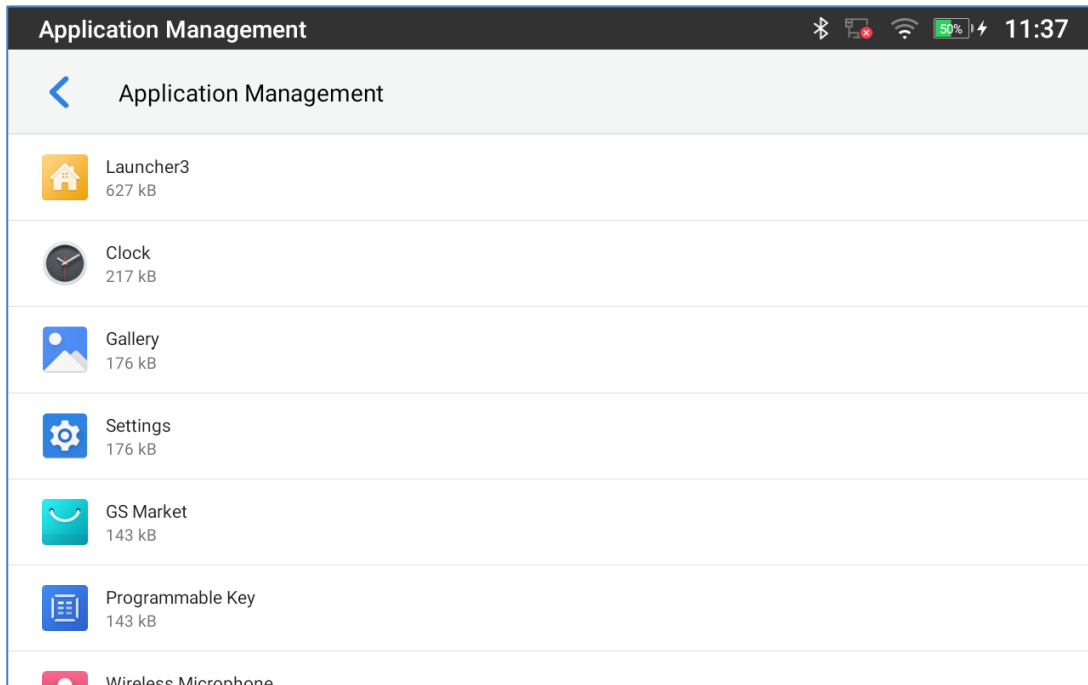 Application Management
50%
11:37
Application Management
Launcher3
627 kB
Clock
217 kB
Gallery
176 kB
Settings
176 kB
GS Market
143 kB
Programmable Key
143 kB
Wireless Microphone